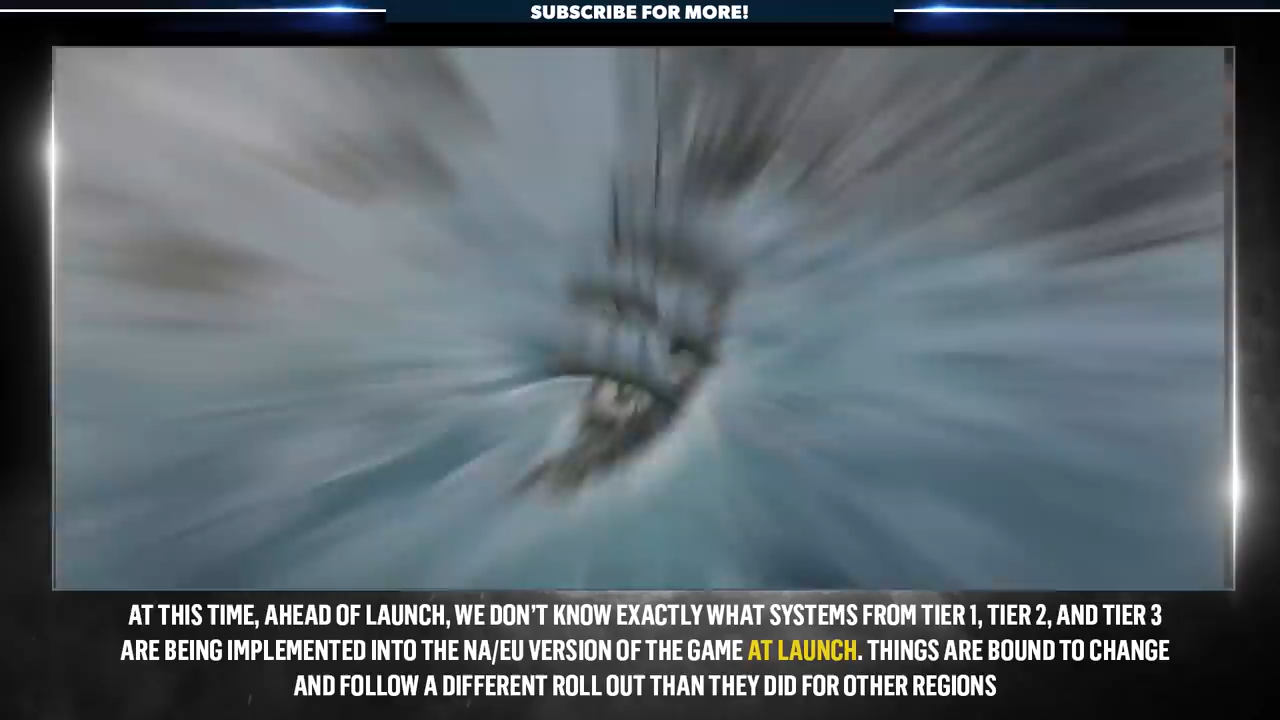 SUBSCRIBE FOR MORE!
AT THIS TIME, AHEAD OF LAUNCH, WE DON'T KNOW EXACTLY WHAT SYSTEMS FROM TIER 1, TIER 2, AND TIER 3
ARE BEING IMPLEMENTED INTO THE NA/EU VERSION OF THE GAME AT LAUNCH. THINGS ARE BOUND TO CHANGE
AND FOLLOW A DIFFERENT ROLL OUT THAN THEY DID FOR OTHER REGIONS